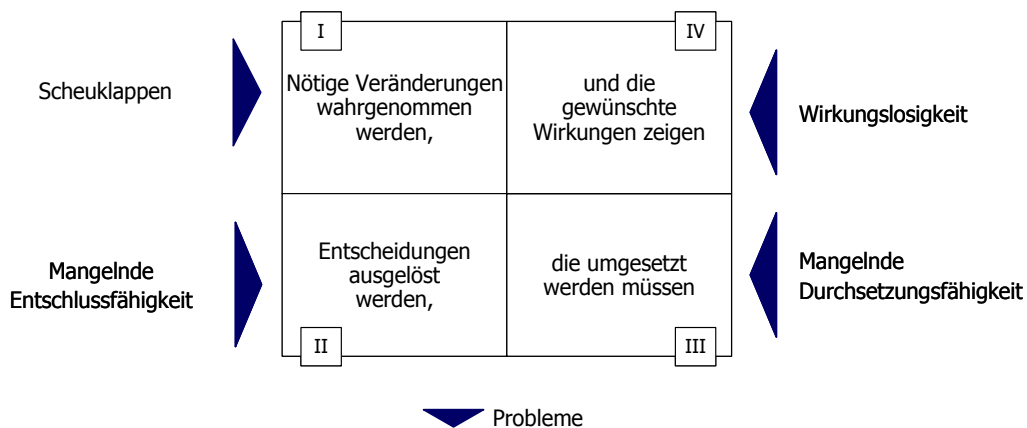 I
Nötige Veränderungen
wahrgenommen
werden,
IV
und die
gewünschte
Wirkungen zeigen
Scheuklappen
Wirkungslosigkeit
Entscheidungen
ausgelöst
werden,
II
die umgesetzt
werden müssen
III
Mangelnde
Entschlussfähigkeit
Mangelnde
Durchsetzungsfähigkeit
Probleme